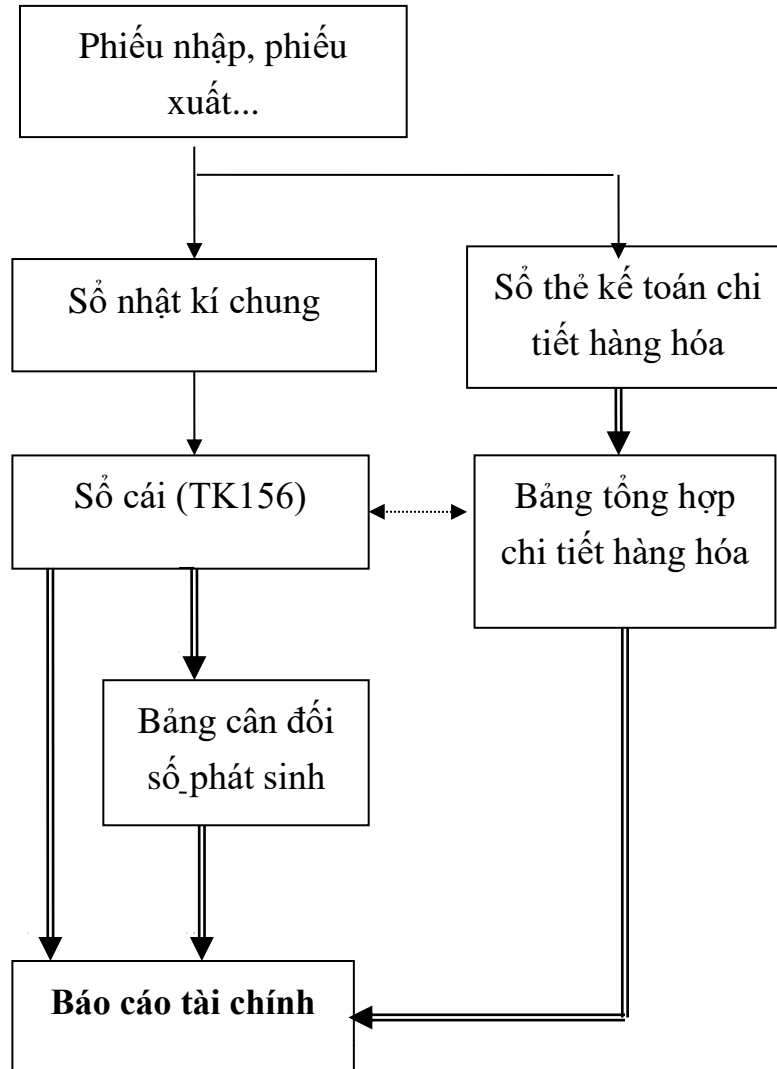 Phiếu nhập, phiếu
xuất...
Sổ nhật kí chung
Sổ thẻ kế toán chi
tiết hàng hóa
Sổ cái (TK156)
Bảng tổng hợp
chi tiết hàng hóa
Bảng cân đối
số phát sinh
Báo cáo tài chính